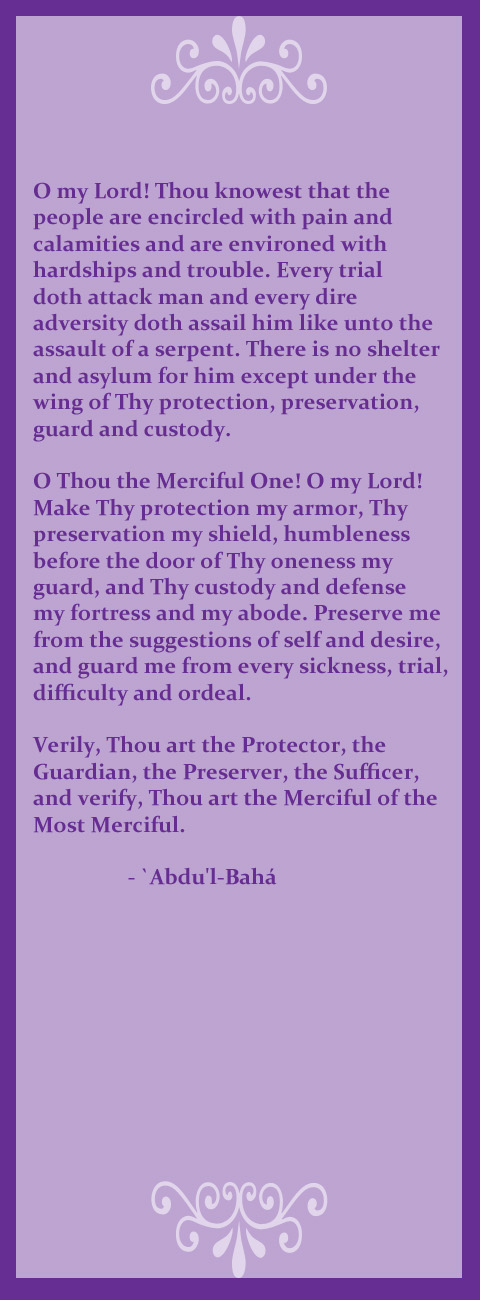 O my Lord! Thou knowest that the
people are encircled with pain and
calamities and are environed with
hardships and trouble. Every trial
doth attack man and every dire
adversity doth assail him like unto the
assault of a serpent. There is no shelter
and asylum for him except under the
wing of Thy protection, preservation,
guard and custody.

O Thou the Merciful One! O my Lord!
Make Thy protection my armor, Thy
preservation my shield, humbleness
before the door of Thy oneness my
guard, and Thy custody and defense
my fortress and my abode. Preserve me
from the suggestions of self and desire,
and guard me from every sickness, trial,
difficulty and ordeal.

Verily, Thou art the Protector, the
Guardian, the Preserver, the Sufficer,
and verify, Thou art the Merciful of the
Most Merciful.

- `Abdu'l-Bahá